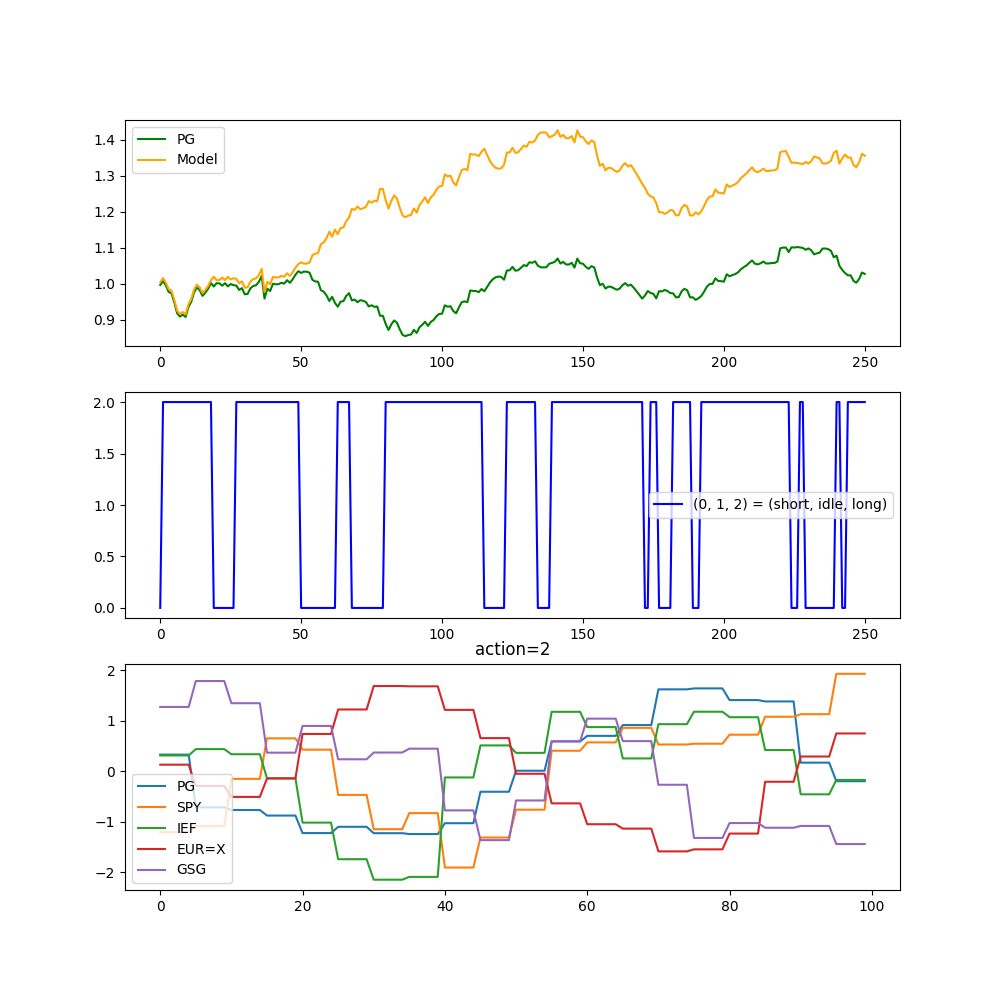 PG
Model
1.4
1.3
1.2
1.1
1.0
0.9
0 50 100 150 200 250
2.0
1.5
1.0
0.5
0.0
(0, 1, 2) = (short, idle, long)
0 50 100 150 200 250
action=2
2
1
0
−1
−2
PG
SPY
IEF
EUR=X
GSG
0 20 40 60 80 100